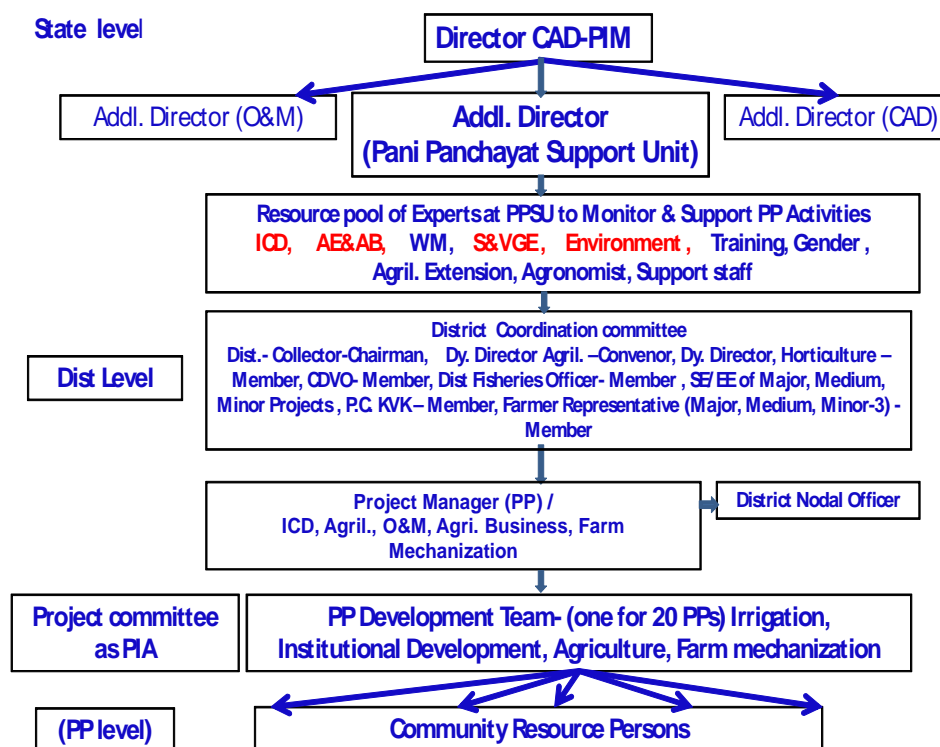 State level
Director CAD-PIM
Addl. Director (O&M)
Addl. Director (CAD)
Addl. Director
(Pani Panchayat Support Unit)
Resource pool of Experts at PPSU to Monitor & Support PP Activities
ICD, AE&AB, WM, S&VGE, Environment , Training, Gender ,
Agril. Extension, Agronomist, Support staff
District Coordination committee
Dist.- Collector-Chairman, Dy. Director Agril. –Convenor, Dy. Director, Horticulture –
Member, CDVO- Member, Dist Fisheries Officer- Member , SE/EE of Major, Medium,
Minor Projects , P.C. KVK – Member, Farmer Representative (Major, Medium, Minor-3) -
Member
Dist Level
Project Manager (PP) /
ICD, Agril., O&M, Agri. Business, Farm
Mechanization
District Nodal Officer
Project committee
as PIA
PP Development Team- (one for 20 PPs) Irrigation,
Institutional Development, Agriculture, Farm mechanization
(PP level)
Community Resource Persons